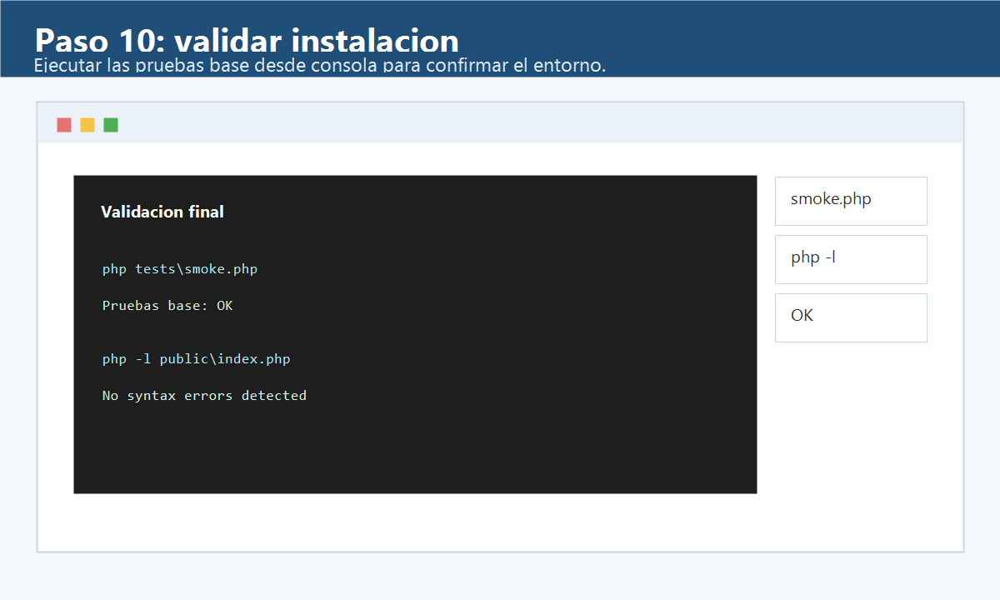 Paso 10: validar instalacion
Ejecutar las pruebas base desde consola para confirmar el entorno.
Validacion final
php tests\smoke.php
Pruebas base: OK
php -l public\index.php
No syntax errors detected
smoke.php
php -l
OK